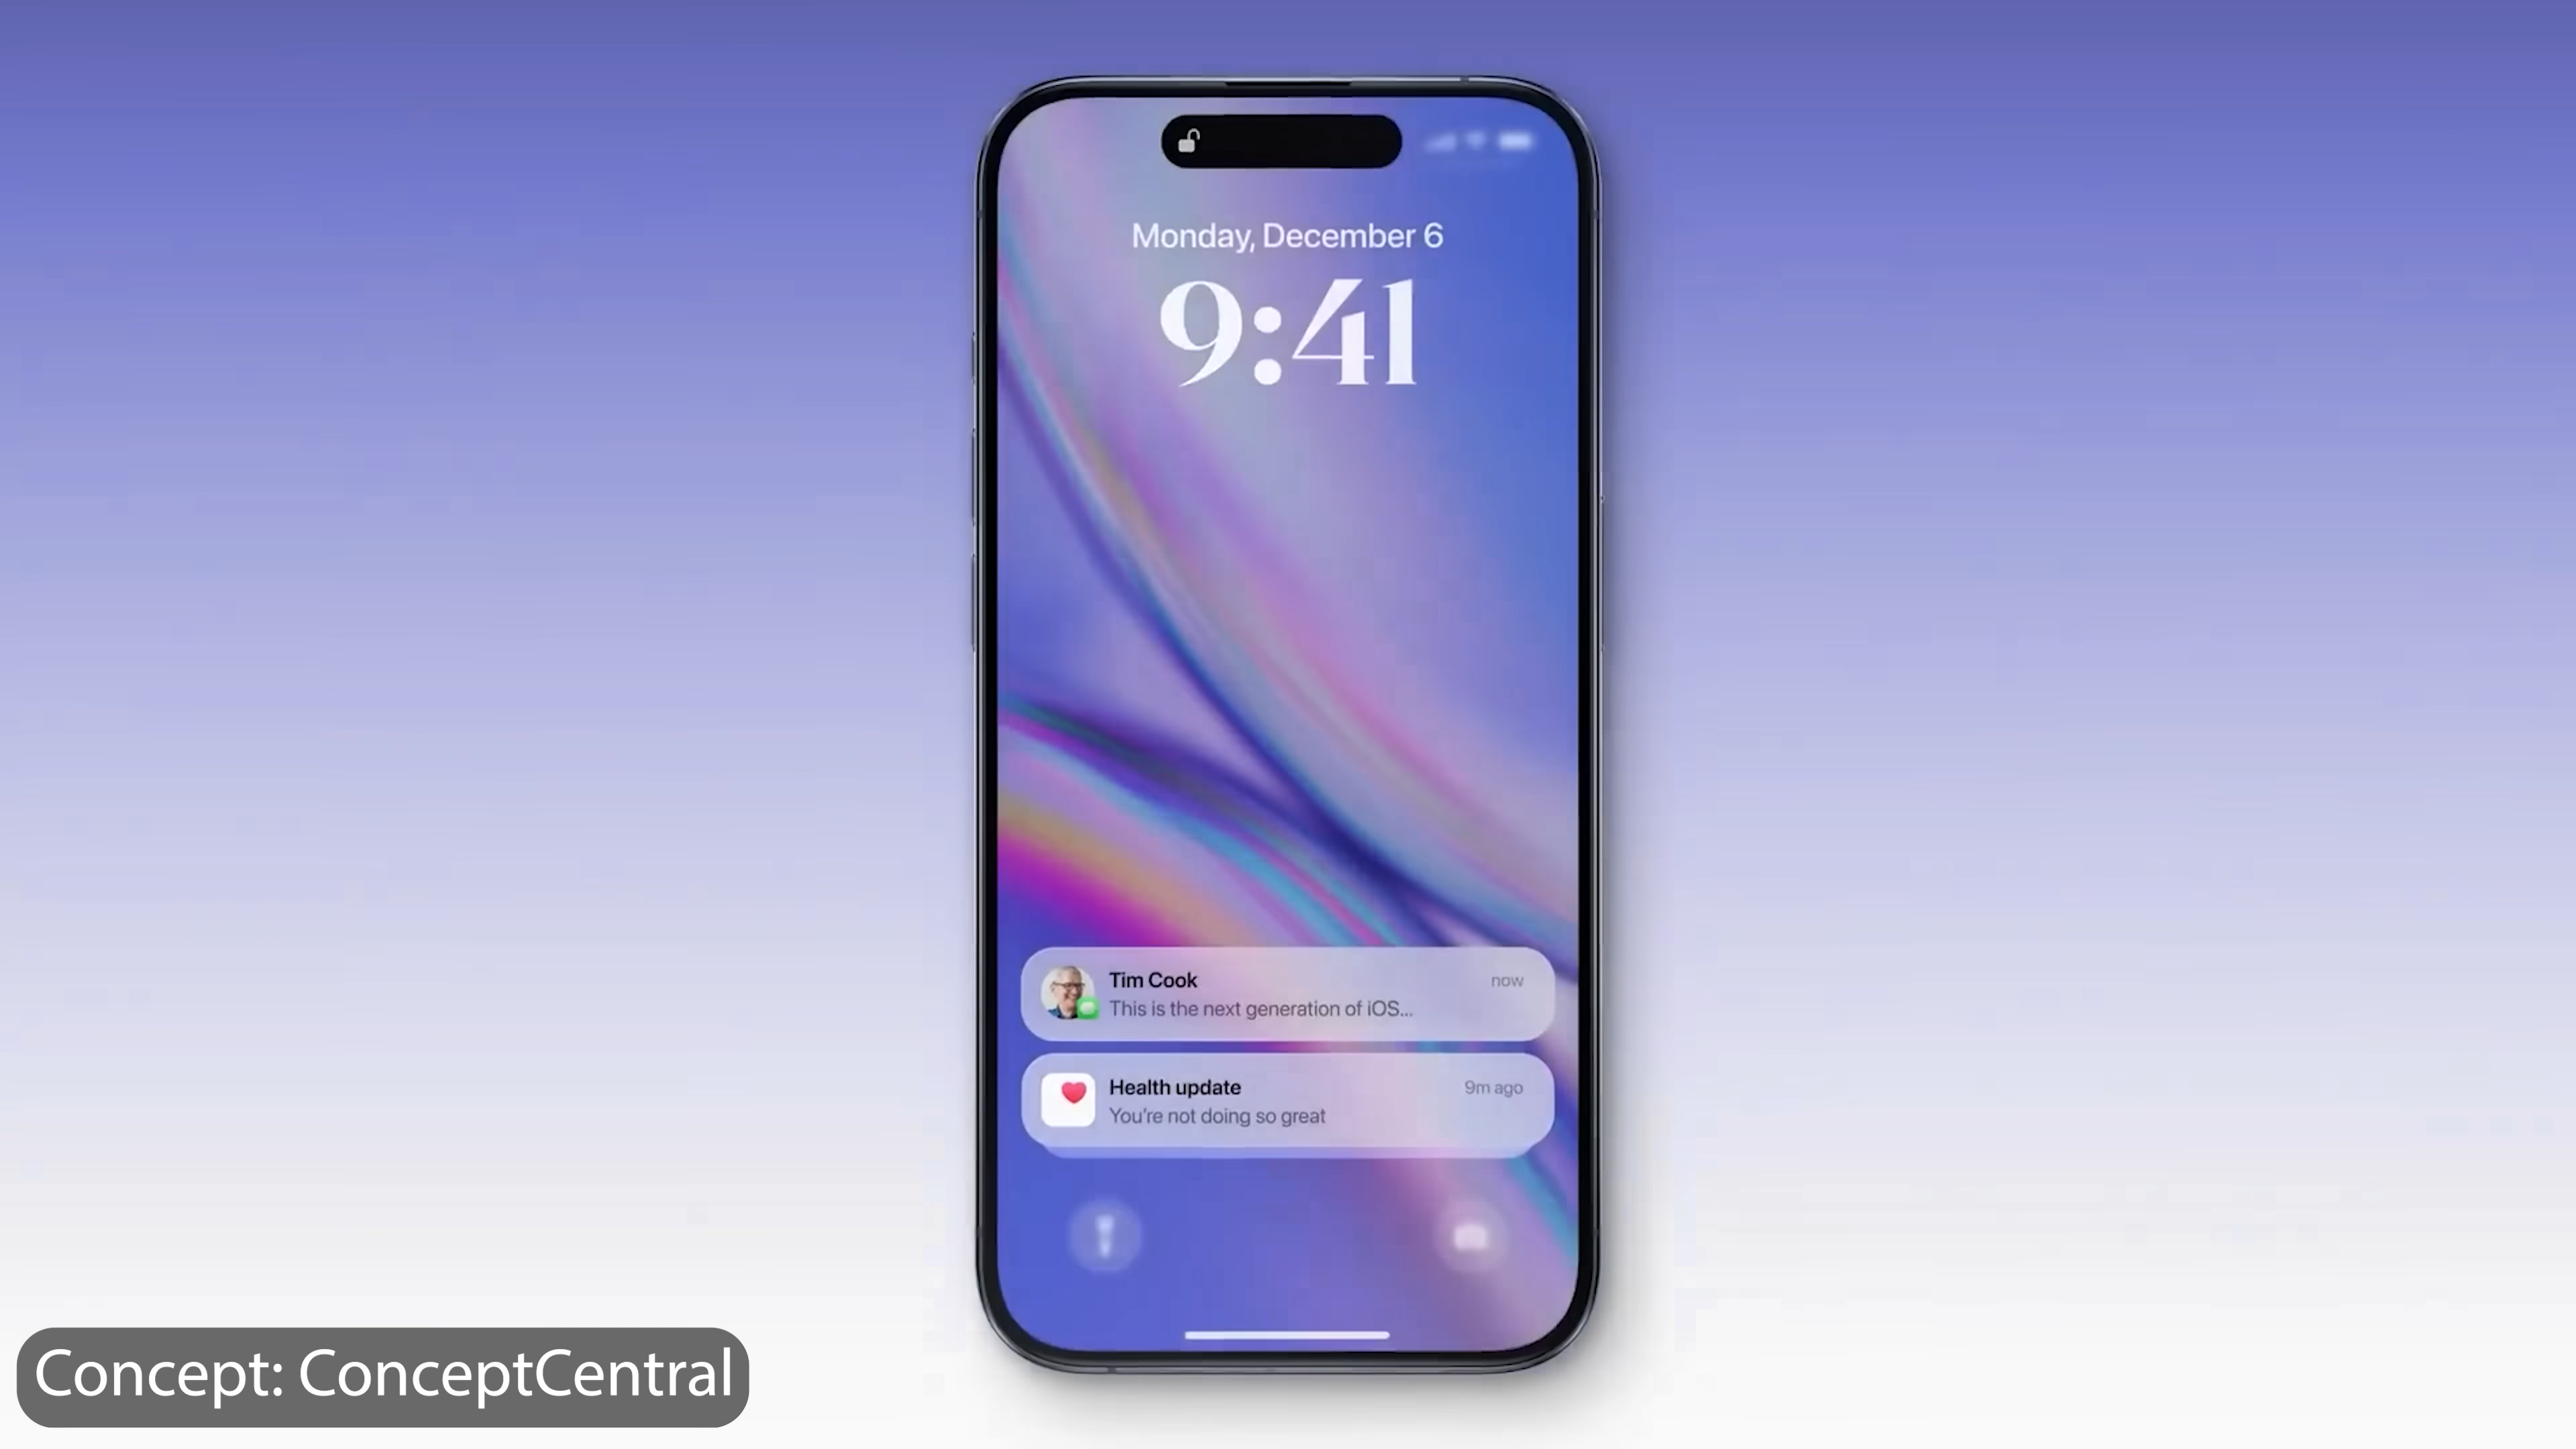 Monday, December 6
9:41
Tim Cook
now
This is the next generation of iOS...
Health update
9m ago
You're not doing so great
Concept: ConceptCentral